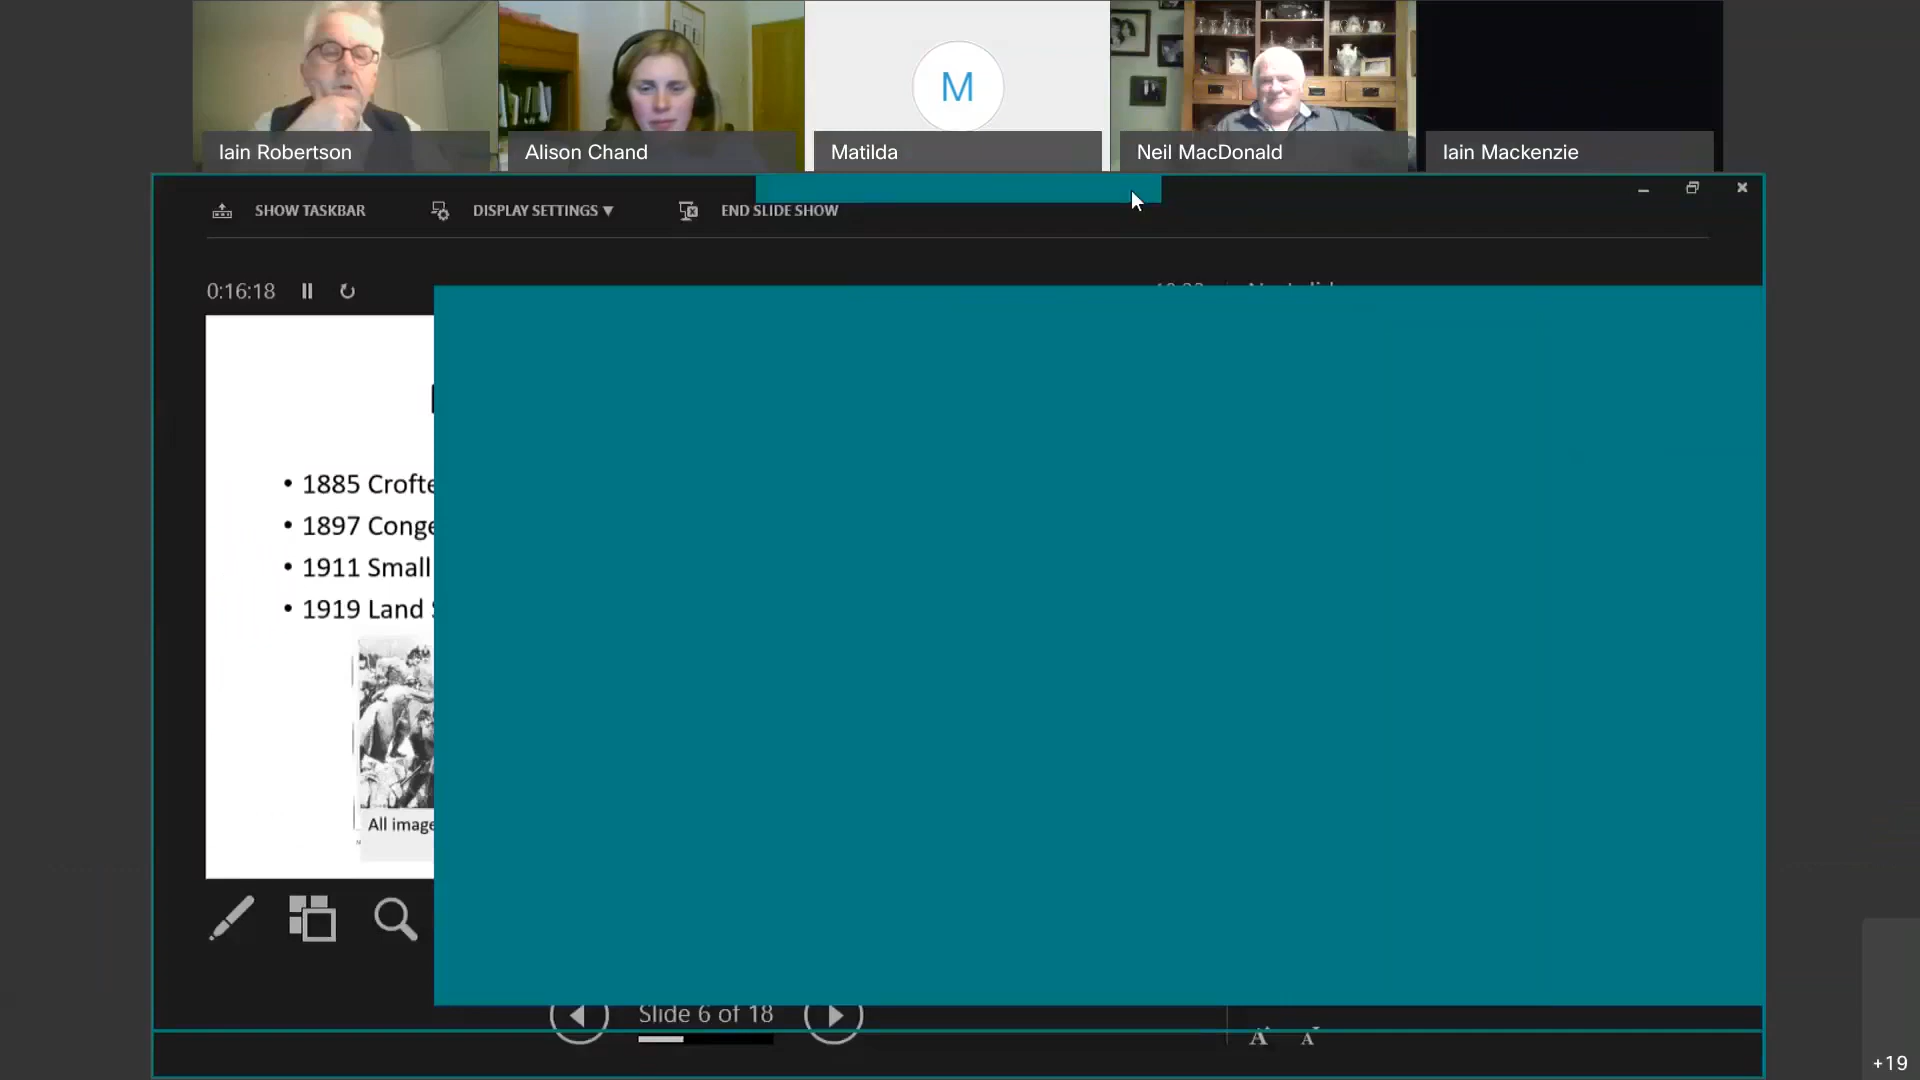 Iain Robertson
Alison Chand
M
Matilda
Neil MacDonald
Iain Mackenzie
SHOW TASKBAR
DISPLAY SETTINGS ▼
END SLIDE SHOW
0:16:18
• 1885 Crofte
• 1897 Conge
• 1911 Small
• 1919 Land
All image
Slide 6 of 18
A
A
+19